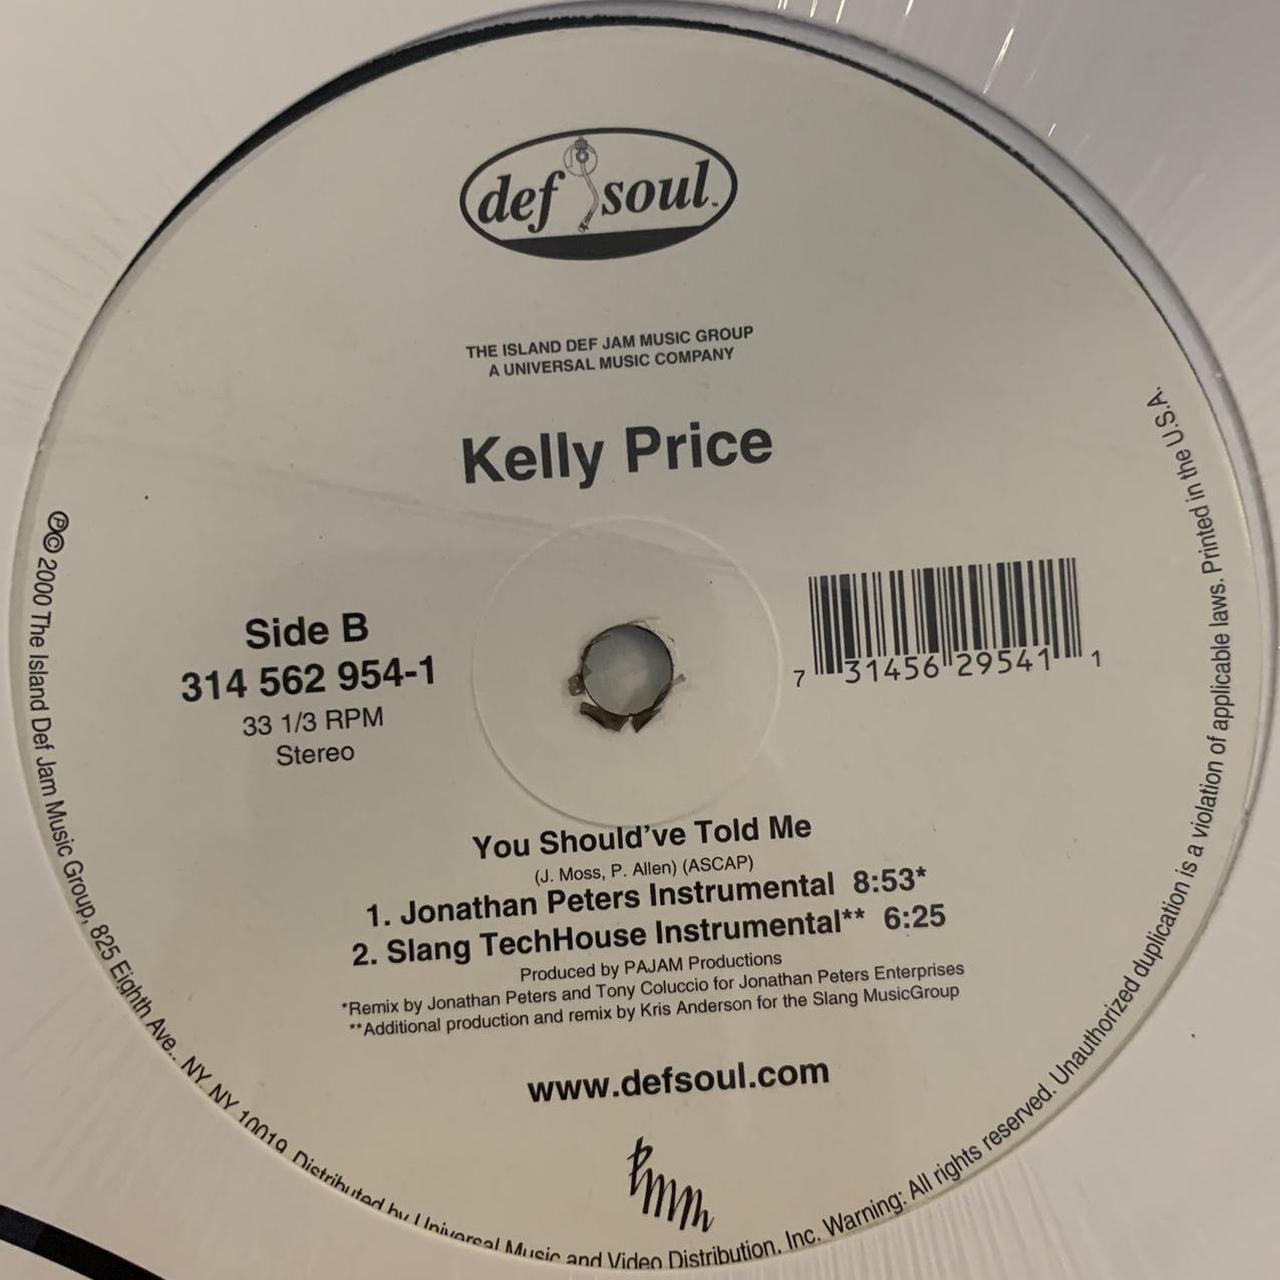 def soul™
THE ISLAND DEF JAM MUSIC GROUP
A UNIVERSAL MUSIC COMPANY
Kelly Price
Side B
314 562 954-1
33 1/3 RPM
Stereo
7 31456 29541 1
You Should've Told Me
(J. Moss, P. Allen) (ASCAP)
1. Jonathan Peters Instrumental 8:53*
2. Slang TechHouse Instrumental** 6:25
Produced by PAJAM Productions
*Remix by Jonathan Peters and Tony Coluccio for Jonathan Peters Enterprises
**Additional production and remix by Kris Anderson for the Slang MusicGroup
www.defsoul.com
℗© 2000 The Island Def Jam Music Group, 825 Eighth Ave., NY NY 10019 Distributed by Universal Music and Video Distribution, Inc. Warning: All rights reserved. Unauthorized duplication is a violation of applicable laws. Printed in the U.S.A.